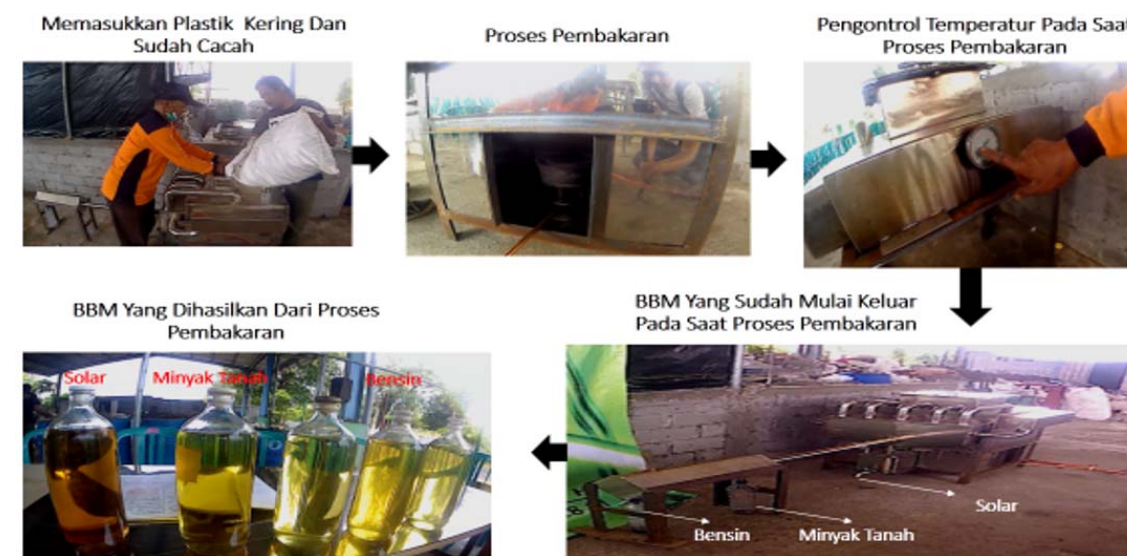 Memasukkan Plastik Kering Dan
Sudah Cacah
Proses Pembakaran
Pengontrol Temperatur Pada Saat
Proses Pembakaran
BBM Yang Sudah Mulai Keluar
Pada Saat Proses Pembakaran
Solar
Bensin
Minyak Tanah
BBM Yang Dihasilkan Dari Proses
Pembakaran
Solar
Minyak Tanah
Bensin